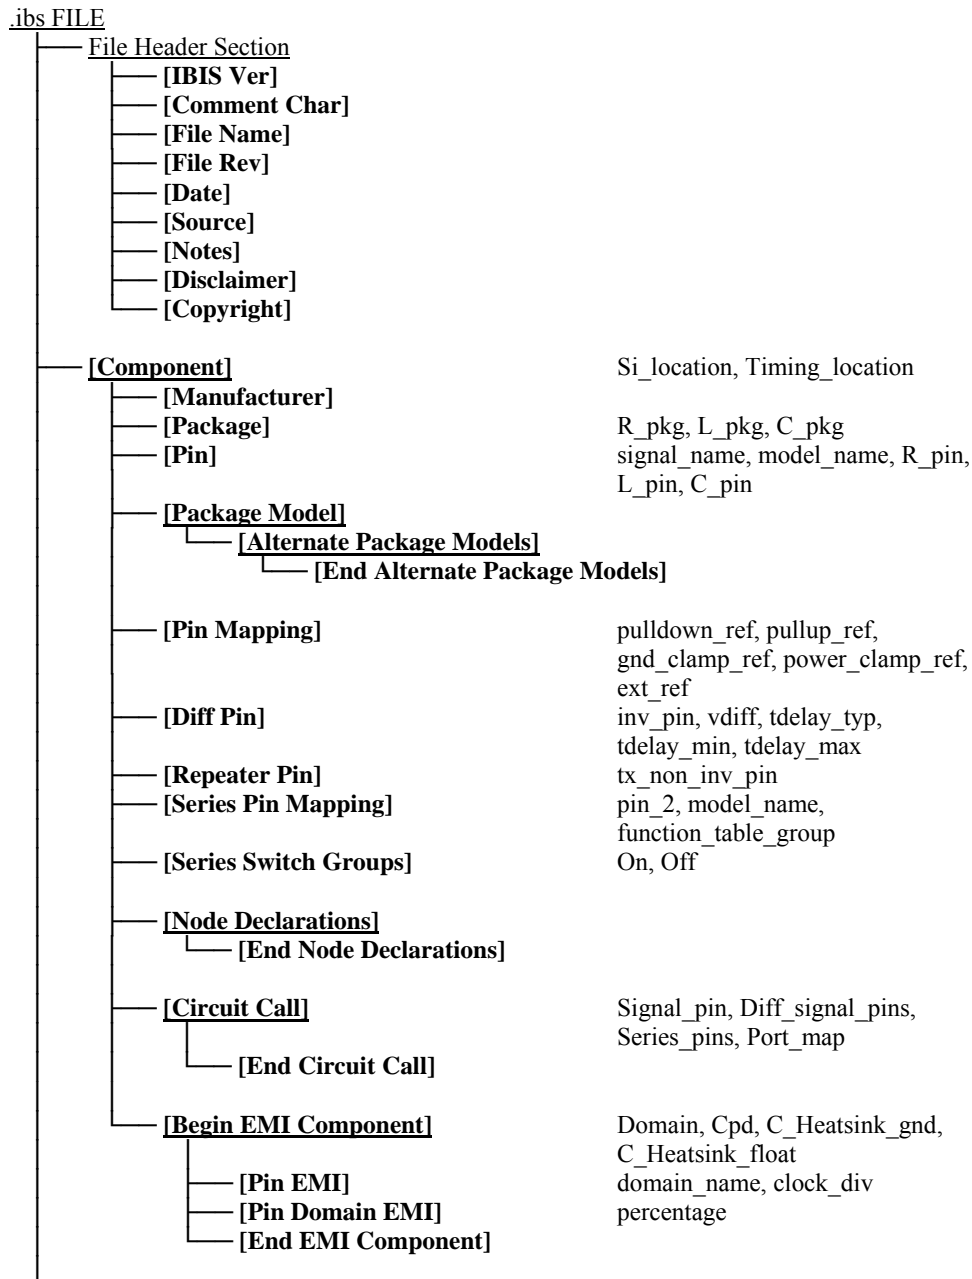 .ibs FILE
File Header Section
[IBIS Ver]
[Comment Char]
[File Name]
[File Rev]
[Date]
[Source]
[Notes]
[Disclaimer]
[Copyright]
[Component] Si_location, Timing_location
[Manufacturer]
[Package] R_pkg, L_pkg, C_pkg
[Pin] signal_name, model_name, R_pin,
L_pin, C_pin
[Package Model]
[Alternate Package Models]
[End Alternate Package Models]
[Pin Mapping] pulldown_ref, pullup_ref,
gnd_clamp_ref, power_clamp_ref,
ext_ref
[Diff Pin] inv_pin, vdiff, tdelay_typ,
tdelay_min, tdelay_max
[Repeater Pin] tx_non_inv_pin
[Series Pin Mapping] pin_2, model_name,
function_table_group
[Series Switch Groups] On, Off
[Node Declarations]
[End Node Declarations]
[Circuit Call] Signal_pin, Diff_signal_pins,
Series_pins, Port_map
[End Circuit Call]
[Begin EMI Component] Domain, Cpd, C_Heatsink_gnd,
C_Heatsink_float
[Pin EMI] domain_name, clock_div
[Pin Domain EMI] percentage
[End EMI Component]